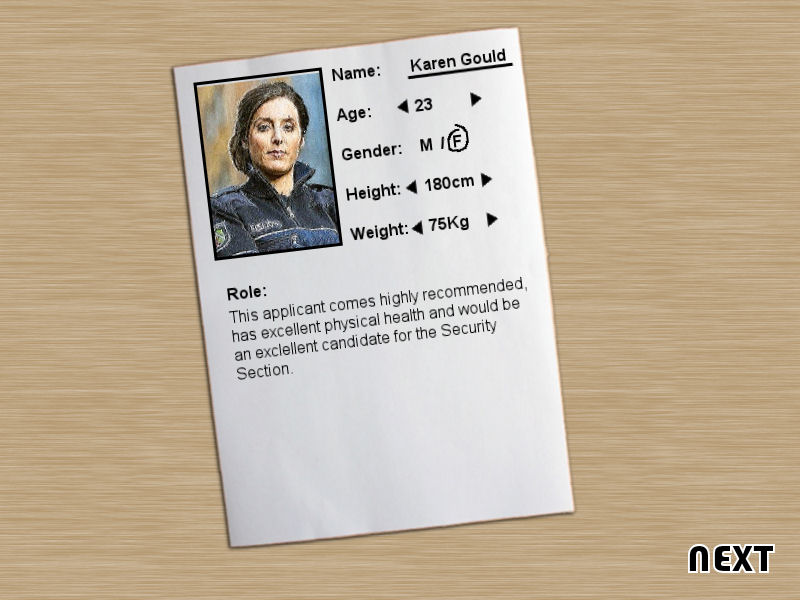 Name: Karen Gould
Age: 23
Gender: M / F
Height: 180cm
Weight: 75Kg
Role:
This applicant comes highly recommended,
has excellent physical health and would be
an exclellent candidate for the Security
Section.
NEXT